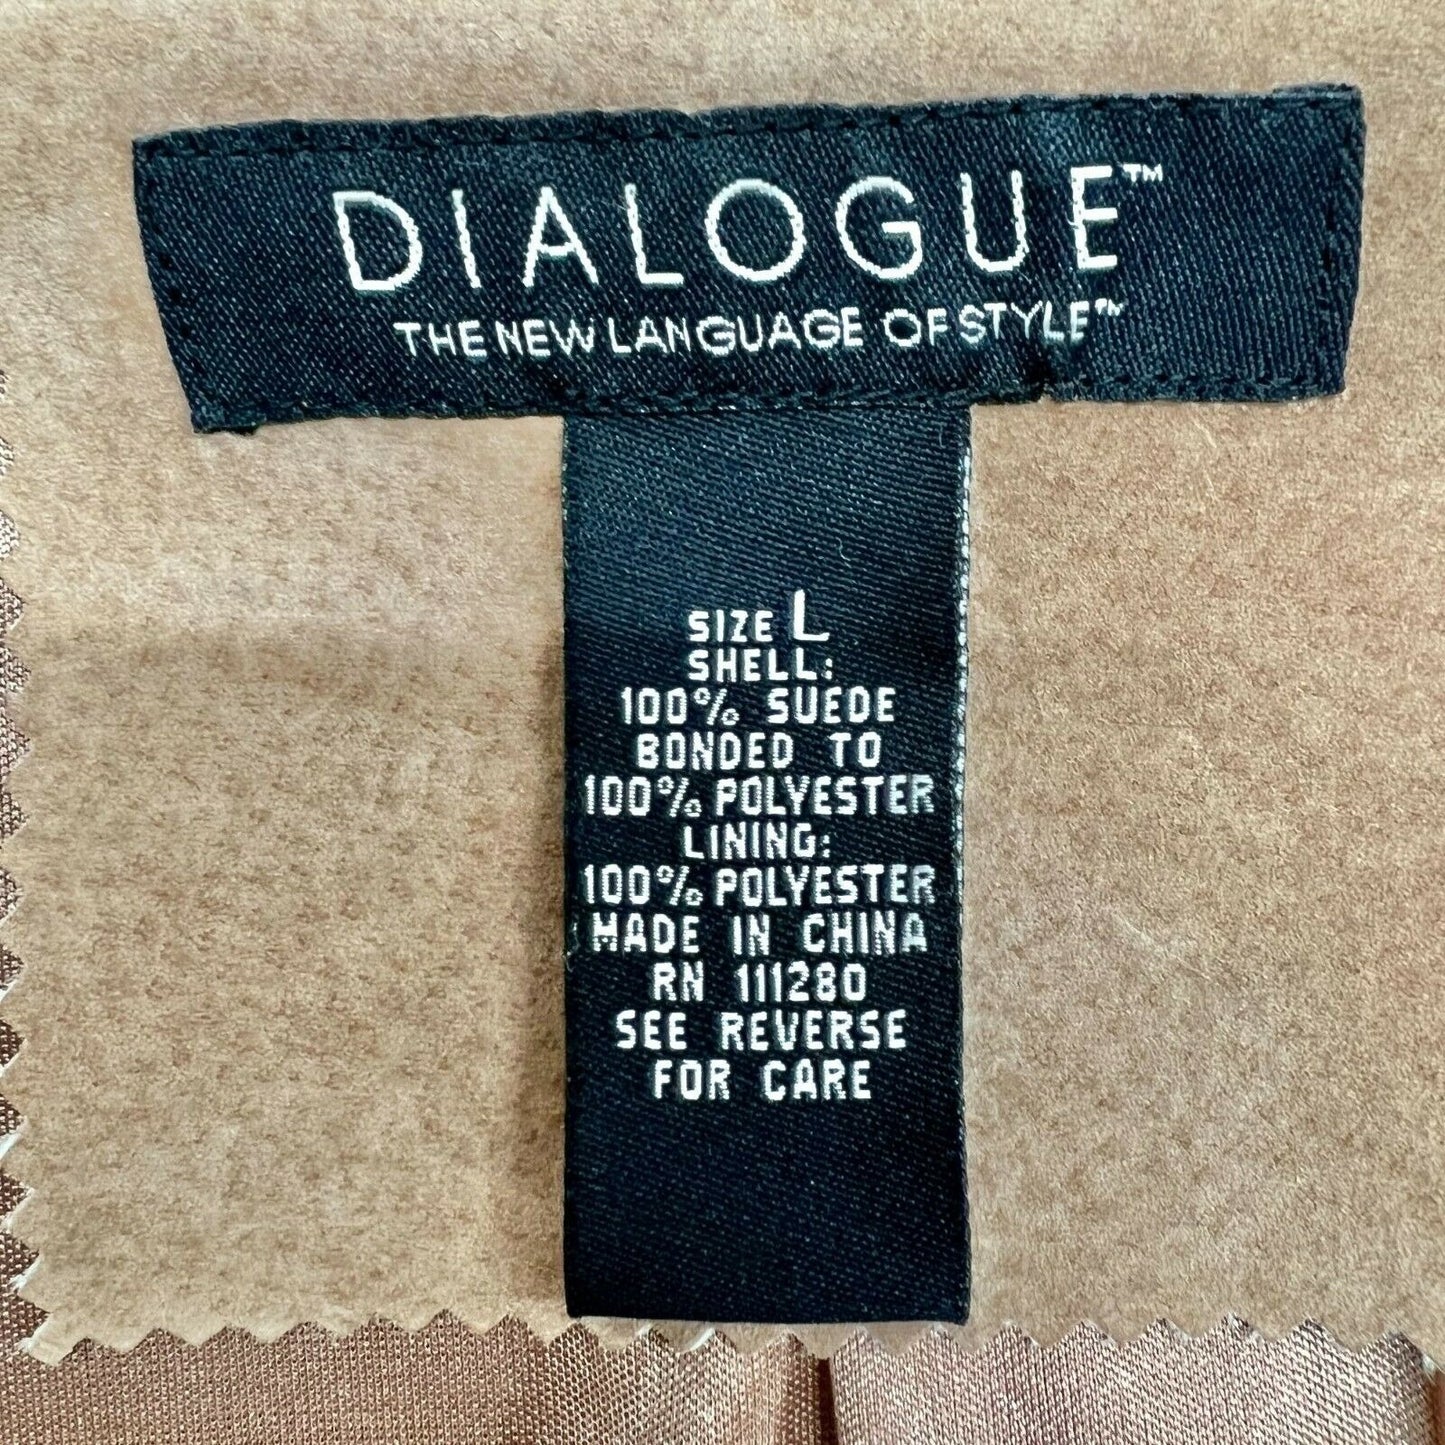 DIALOGUE™
THE NEW LANGUAGE OF STYLE™
SIZE L
SHELL:
100% SUEDE
BONDED TO
100% POLYESTER
LINING:
100% POLYESTER
MADE IN CHINA
RN 111280
SEE REVERSE
FOR CARE